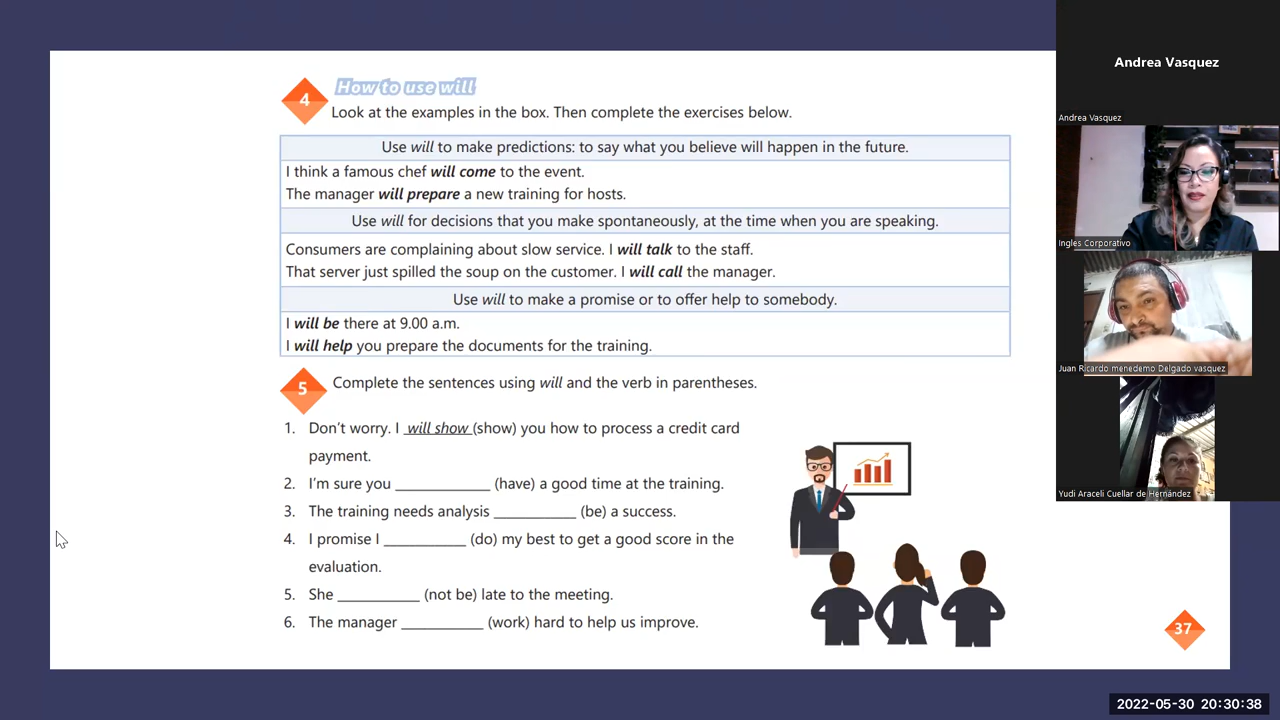 4
How to use will
Look at the examples in the box. Then complete the exercises below.
Use will to make predictions: to say what you believe will happen in the future.
I think a famous chef will come to the event.
The manager will prepare a new training for hosts.
Use will for decisions that you make spontaneously, at the time when you are speaking.
Consumers are complaining about slow service. I will talk to the staff.
That server just spilled the soup on the customer. I will call the manager.
Use will to make a promise or to offer help to somebody.
I will be there at 9.00 a.m.
I will help you prepare the documents for the training.
5
Complete the sentences using will and the verb in parentheses.
1. Don't worry. I will show (show) you how to process a credit card
payment.
2. I'm sure you ____________ (have) a good time at the training.
3. The training needs analysis ___________ (be) a success.
4. I promise I ___________ (do) my best to get a good score in the
evaluation.
5. She ___________ (not be) late to the meeting.
6. The manager ___________ (work) hard to help us improve.
37
Andrea Vasquez
Andrea Vasquez
Ingles Corporativo
Juan Ricardo menedemo Delgado vasquez
Yudi Araceli Cuellar de Hernández
2022-05-30 20:30:38